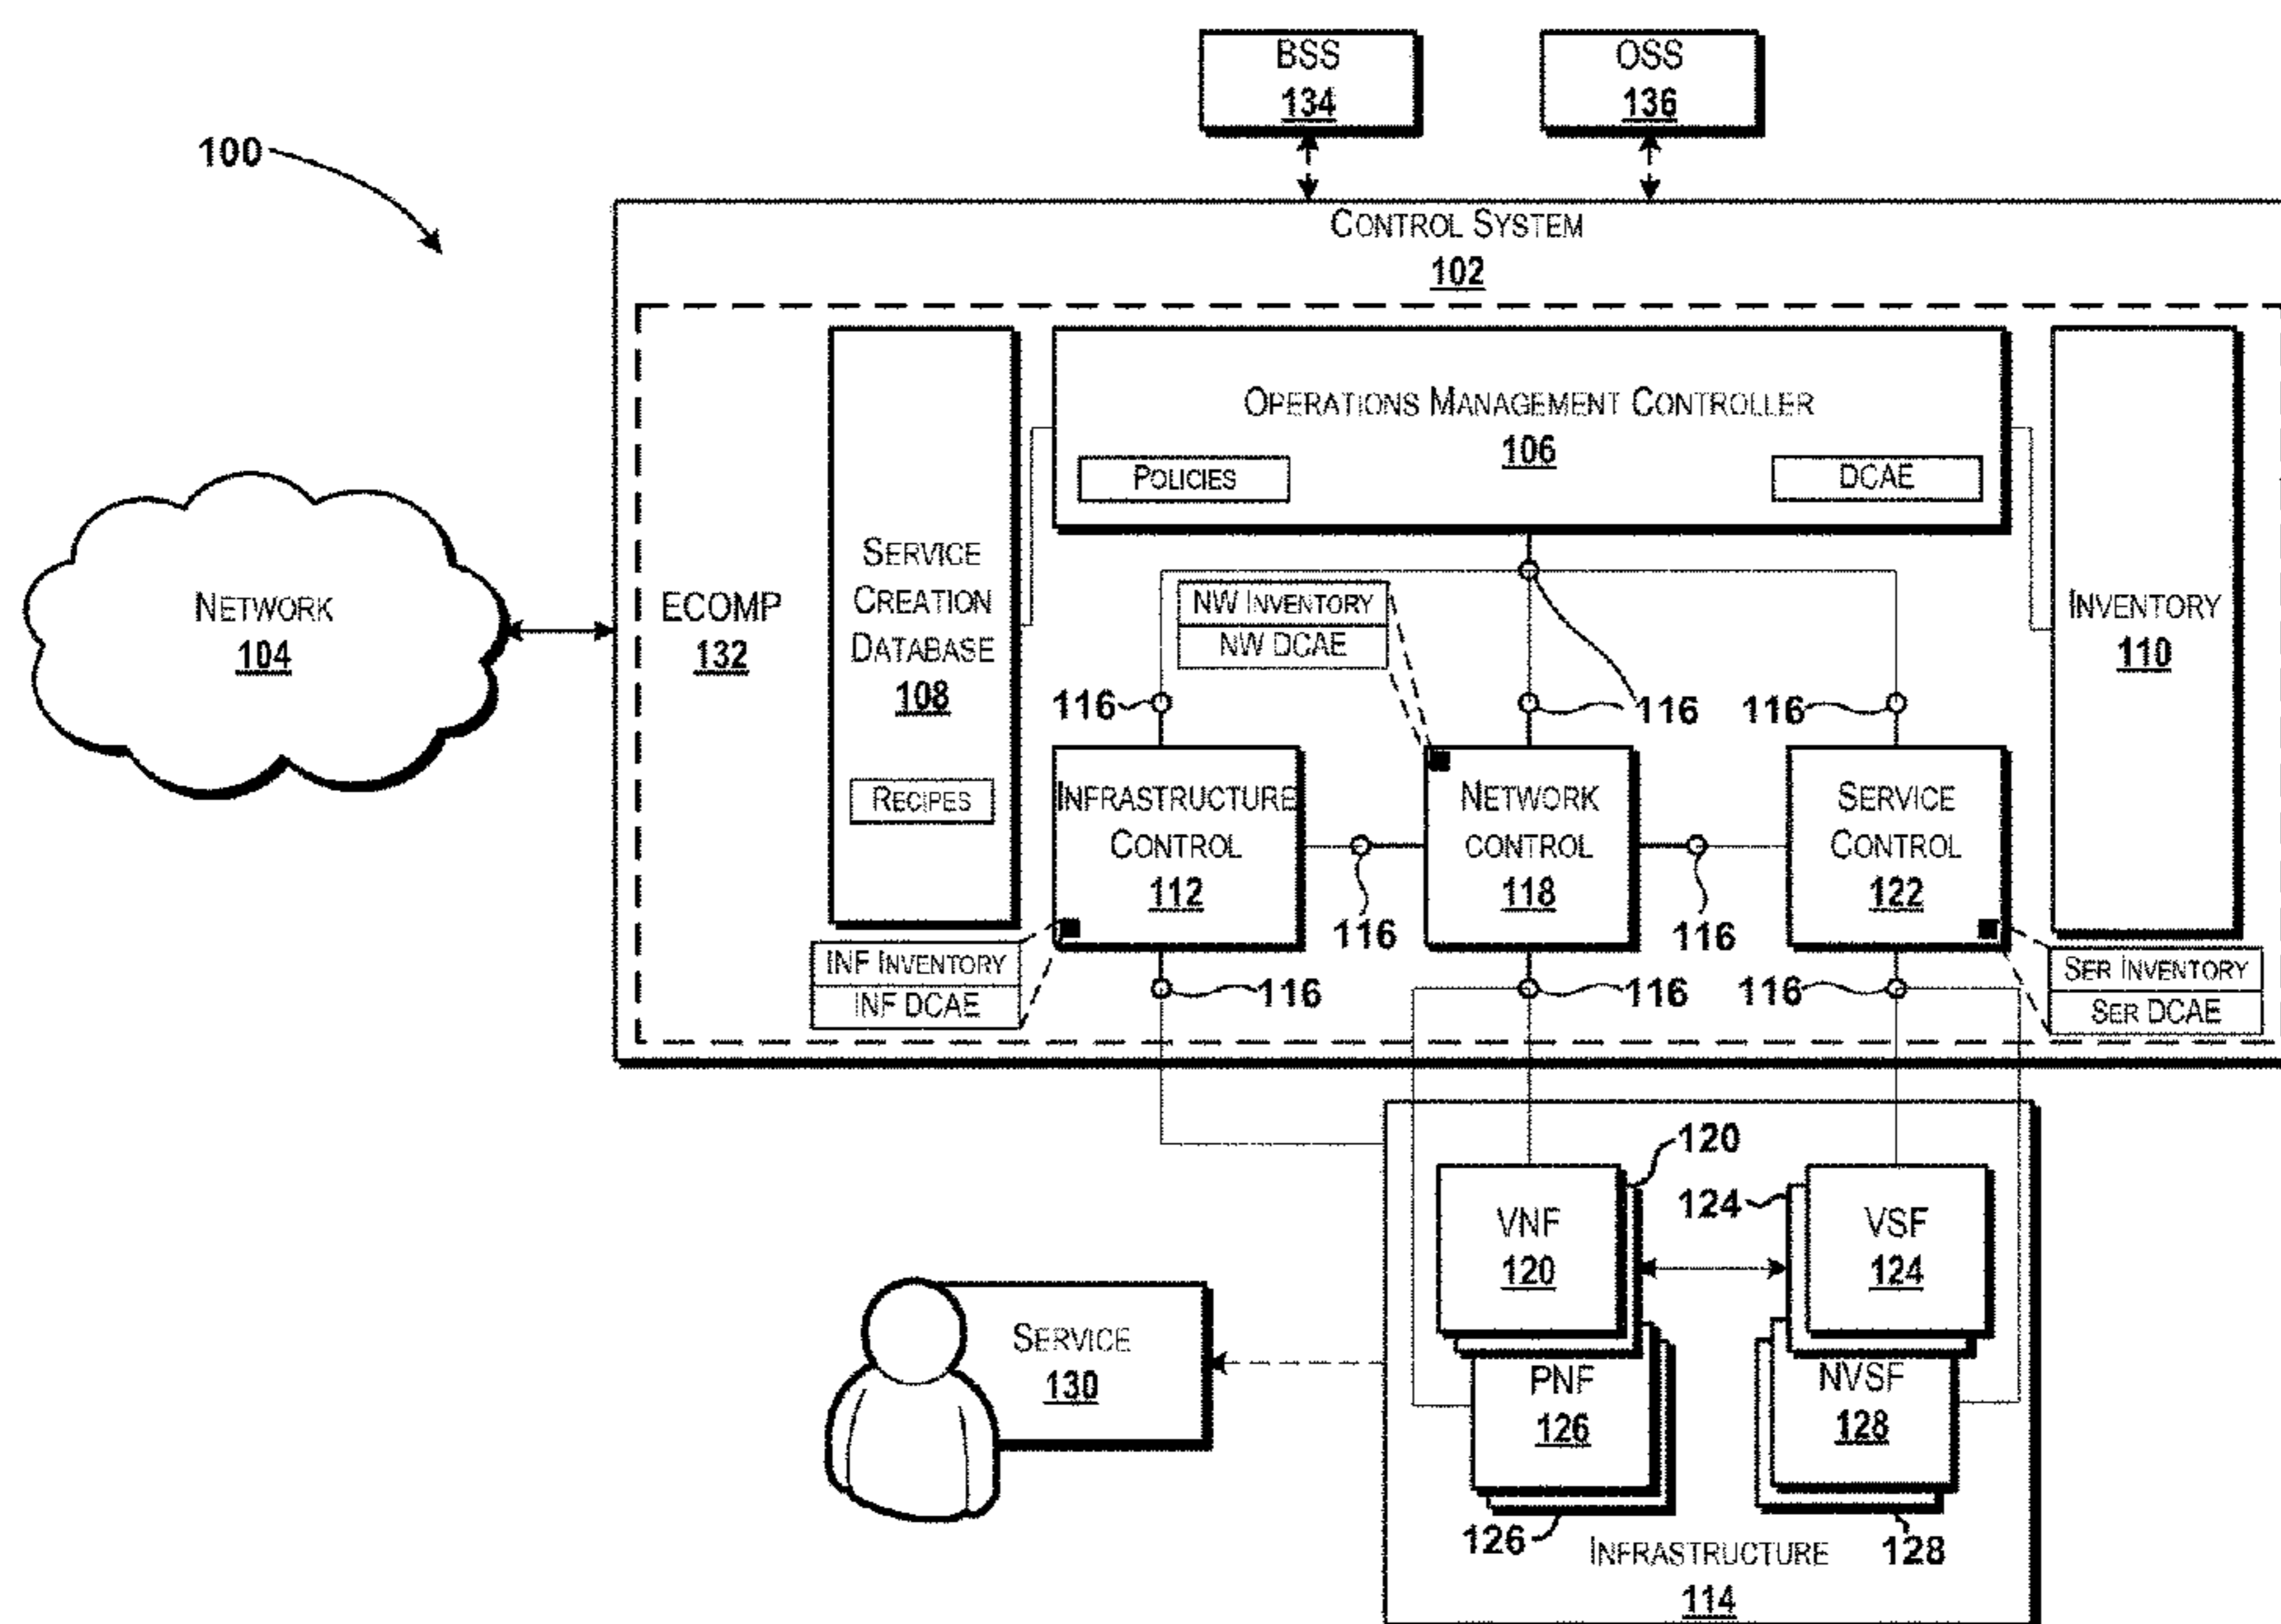 BSS
134
OSS
136
100
CONTROL SYSTEM
102
OPERATIONS MANAGEMENT CONTROLLER
106
POLICIES
DCAE
SERVICE
CREATION
DATABASE
108
RECIPES
ECOMP
132
NETWORK
104
NW INVENTORY
NW DCAE
INVENTORY
110
116
116
116
INFRASTRUCTURE
CONTROL
112
NETWORK
CONTROL
118
SERVICE
CONTROL
122
116
116
INF INVENTORY
INF DCAE
116
116
116
SER INVENTORY
SER DCAE
120
124
VNF
120
VSF
124
SERVICE
130
PNF
126
NVSF
128
126
128
INFRASTRUCTURE
114